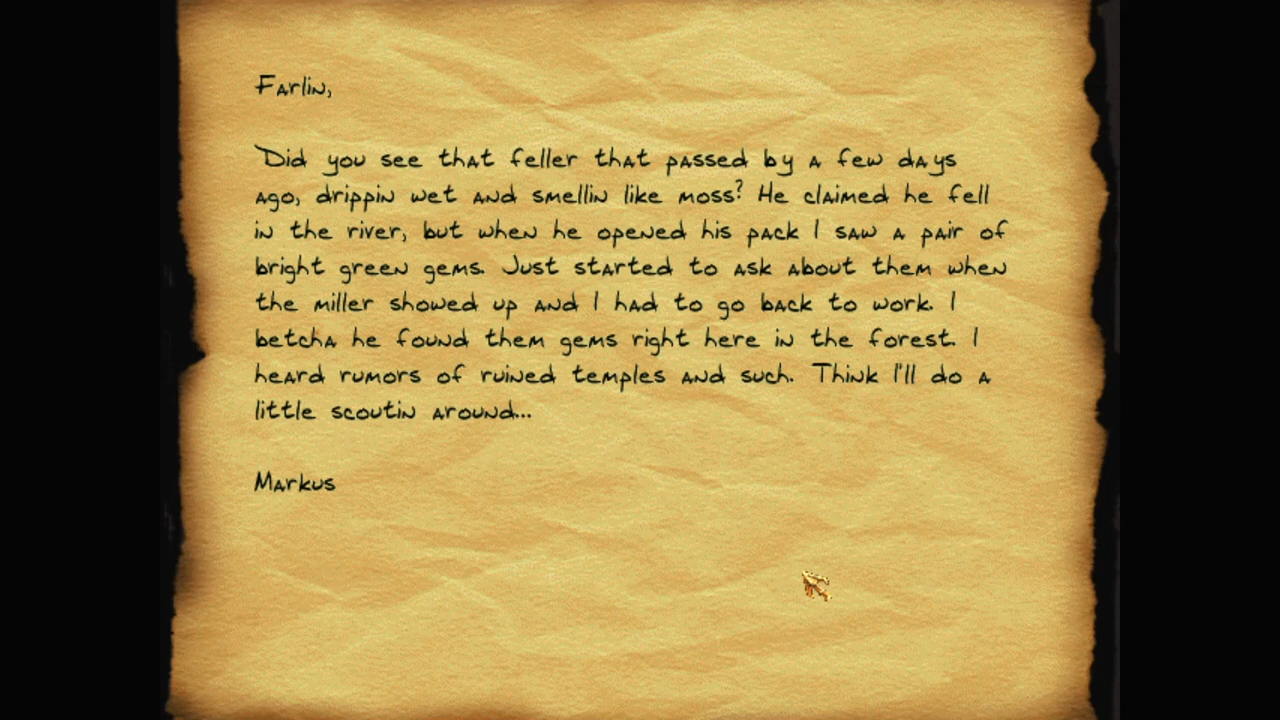 Farlin,
Did you see that feller that passed by a few days
ago, drippin wet and smellin like moss? He claimed he fell
in the river, but when he opened his pack I saw a pair of
bright green gems. Just started to ask about them when
the miller showed up and I had to go back to work. I
betcha he found them gems right here in the forest. I
heard rumors of ruined temples and such. Think I'll do a
little scoutin around...
Markus